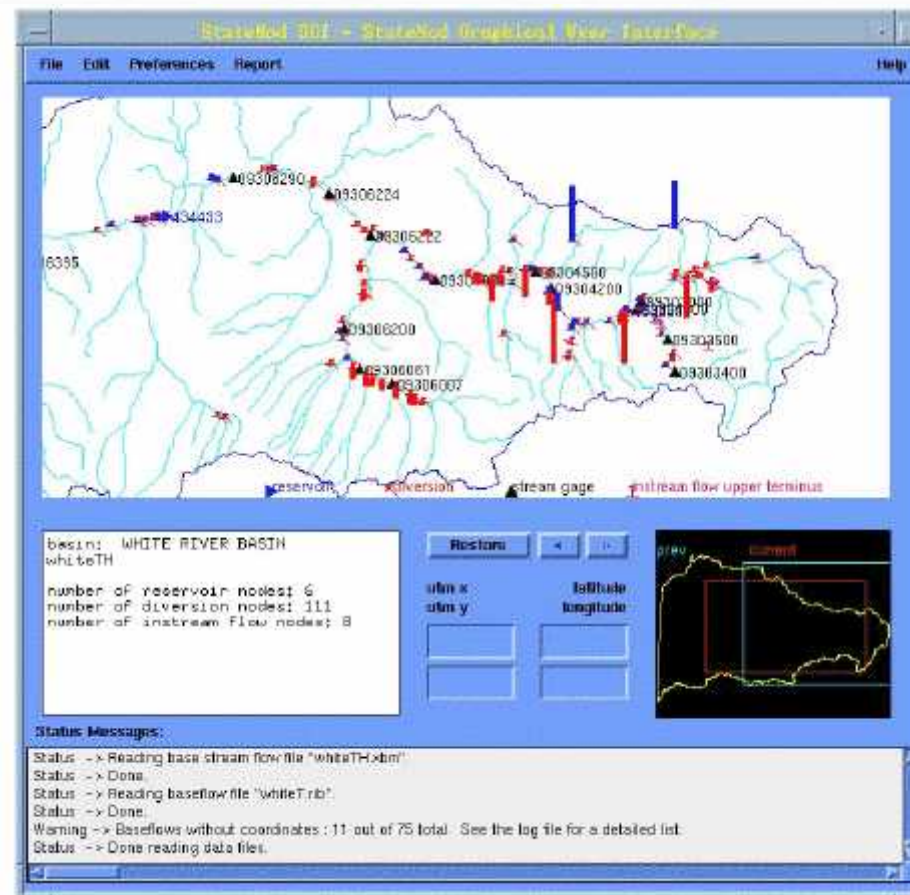 StateMod GUI - StateMod Graphical User Interface
File Edit Preferences Report Help
09306290
09306224
434433
09306222
6395
09304500
09304200
09306200
09303500
09306061
09303400
09306007
reservoir diversion stream gage instream flow upper terminus
basin: WHITE RIVER BASIN
whiteTH
number of reservoir nodes: 6
number of diversion nodes: 111
number of instream flow nodes: 8
Restore
prev current
utm x latitude
utm y longitude
Status Messages:
Status -> Reading base stream flow file "whiteTH.xbm".
Status -> Done.
Status -> Reading baseflow file "whiteT.rib".
Status -> Done.
Warning -> Baseflows without coordinates : 11 out of 75 total. See the log file for a detailed list.
Status -> Done reading data files.